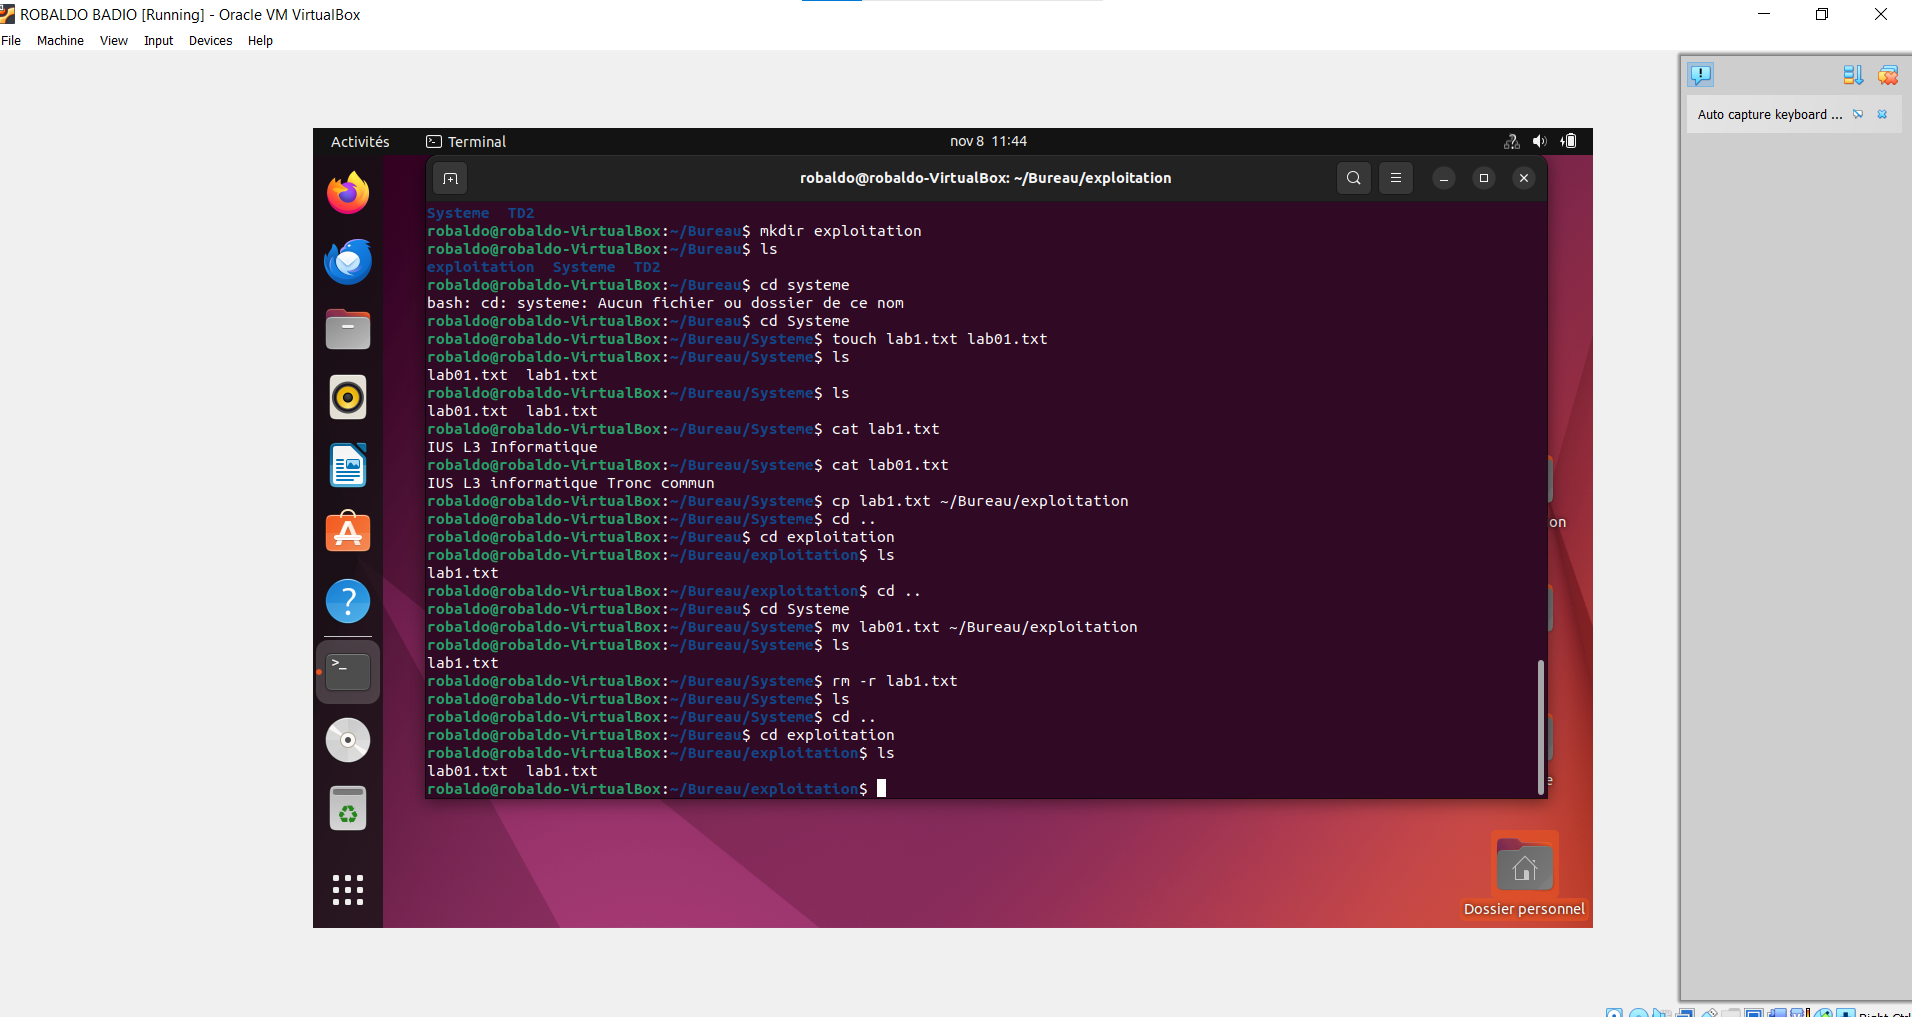 ROBALDO BADIO [Running] - Oracle VM VirtualBox
File Machine View Input Devices Help
Auto capture keyboard ...
Activités Terminal nov 8 11:44
robaldo@robaldo-VirtualBox: ~/Bureau/exploitation
Systeme TD2
robaldo@robaldo-VirtualBox:~/Bureau$ mkdir exploitation
robaldo@robaldo-VirtualBox:~/Bureau$ ls
exploitation Systeme TD2
robaldo@robaldo-VirtualBox:~/Bureau$ cd systeme
bash: cd: systeme: Aucun fichier ou dossier de ce nom
robaldo@robaldo-VirtualBox:~/Bureau$ cd Systeme
robaldo@robaldo-VirtualBox:~/Bureau/Systeme$ touch lab1.txt lab01.txt
robaldo@robaldo-VirtualBox:~/Bureau/Systeme$ ls
lab01.txt lab1.txt
robaldo@robaldo-VirtualBox:~/Bureau/Systeme$ ls
lab01.txt lab1.txt
robaldo@robaldo-VirtualBox:~/Bureau/Systeme$ cat lab1.txt
IUS L3 Informatique
robaldo@robaldo-VirtualBox:~/Bureau/Systeme$ cat lab01.txt
IUS L3 informatique Tronc commun
robaldo@robaldo-VirtualBox:~/Bureau/Systeme$ cp lab1.txt ~/Bureau/exploitation
robaldo@robaldo-VirtualBox:~/Bureau/Systeme$ cd ..
robaldo@robaldo-VirtualBox:~/Bureau$ cd exploitation
robaldo@robaldo-VirtualBox:~/Bureau/exploitation$ ls
lab1.txt
robaldo@robaldo-VirtualBox:~/Bureau/exploitation$ cd ..
robaldo@robaldo-VirtualBox:~/Bureau$ cd Systeme
robaldo@robaldo-VirtualBox:~/Bureau/Systeme$ mv lab01.txt ~/Bureau/exploitation
robaldo@robaldo-VirtualBox:~/Bureau/Systeme$ ls
lab1.txt
robaldo@robaldo-VirtualBox:~/Bureau/Systeme$ rm -r lab1.txt
robaldo@robaldo-VirtualBox:~/Bureau/Systeme$ ls
robaldo@robaldo-VirtualBox:~/Bureau/Systeme$ cd ..
robaldo@robaldo-VirtualBox:~/Bureau$ cd exploitation
robaldo@robaldo-VirtualBox:~/Bureau/exploitation$ ls
lab01.txt lab1.txt
robaldo@robaldo-VirtualBox:~/Bureau/exploitation$
on
e
Dossier personnel
Right Ctrl